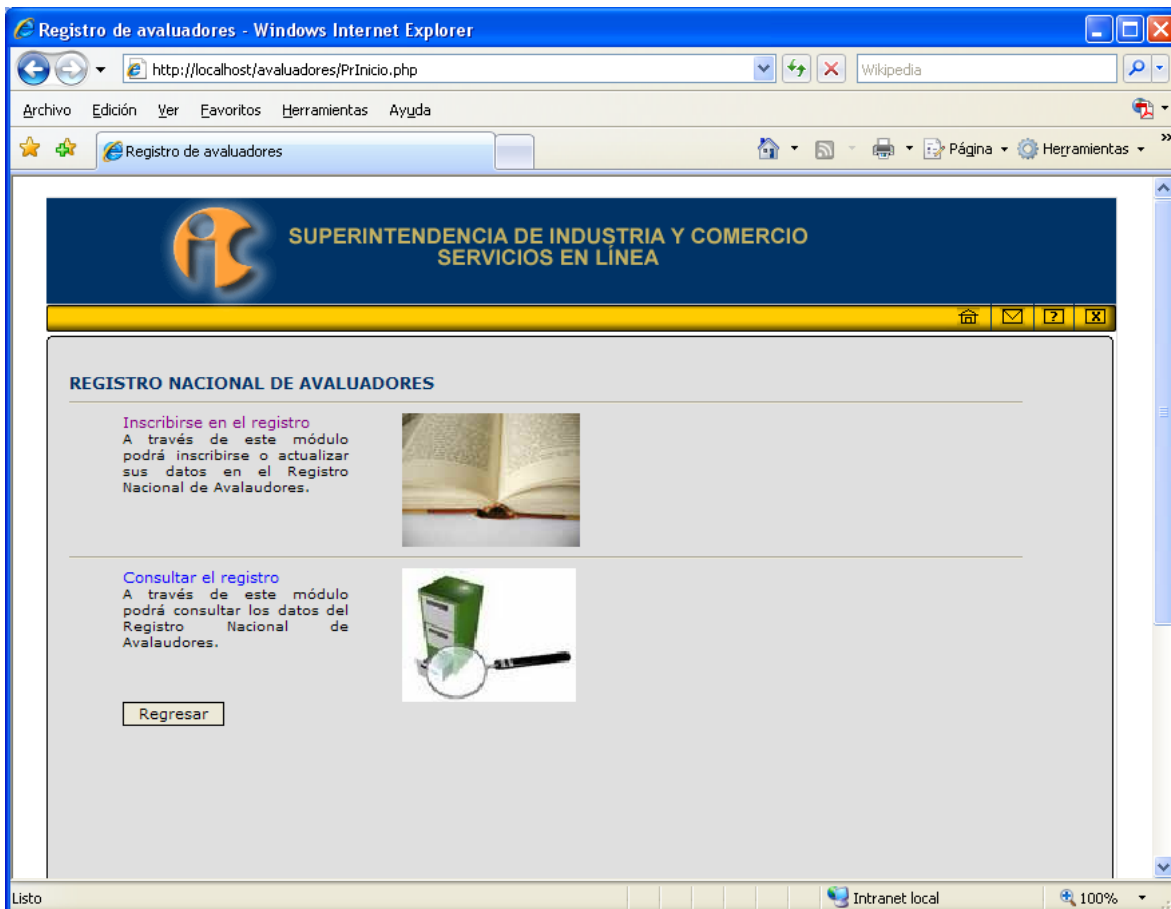 Registro de avaluadores - Windows Internet Explorer
http://localhost/avaluadores/PrInicio.php
Wikipedia
Archivo Edición Ver Favoritos Herramientas Ayuda
Registro de avaluadores
Página
Herramientas
SUPERINTENDENCIA DE INDUSTRIA Y COMERCIO
SERVICIOS EN LÍNEA
REGISTRO NACIONAL DE AVALUADORES
Inscribirse en el registro
A través de este módulo
podrá inscribirse o actualizar
sus datos en el Registro
Nacional de Avalaudores.
Consultar el registro
A través de este módulo
podrá consultar los datos del
Registro Nacional de
Avalaudores.
Regresar
Listo
Intranet local
100%